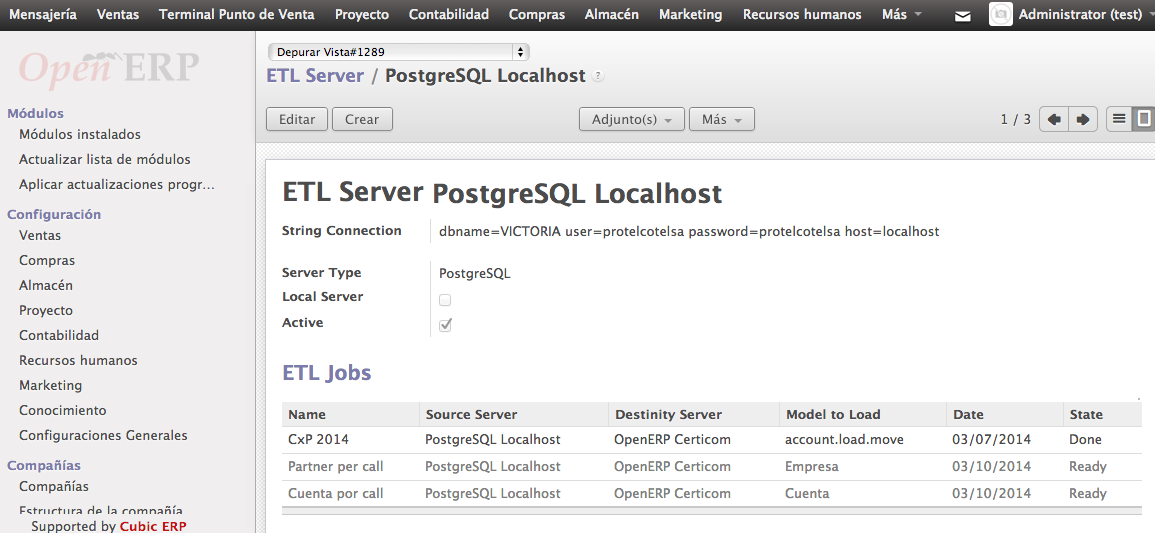 Mensajería Ventas Terminal Punto de Venta Proyecto Contabilidad Compras Almacén Marketing Recursos humanos Más Administrator (test)
Open ERP
Módulos
Módulos instalados
Actualizar lista de módulos
Aplicar actualizaciones progr...
Configuración
Ventas
Compras
Almacén
Proyecto
Contabilidad
Recursos humanos
Marketing
Conocimiento
Configuraciones Generales
Compañías
Compañías
Estructura de la compañía
Supported by Cubic ERP
Depurar Vista#1289
ETL Server / PostgreSQL Localhost ?
Editar Crear Adjunto(s) Más 1 / 3
ETL Server PostgreSQL Localhost
String Connection dbname=VICTORIA user=protelcotelsa password=protelcotelsa host=localhost
Server Type PostgreSQL
Local Server
Active
ETL Jobs
Name Source Server Destinity Server Model to Load Date State
CxP 2014 PostgreSQL Localhost OpenERP Certicom account.load.move 03/07/2014 Done
Partner per call PostgreSQL Localhost OpenERP Certicom Empresa 03/10/2014 Ready
Cuenta por call PostgreSQL Localhost OpenERP Certicom Cuenta 03/10/2014 Ready